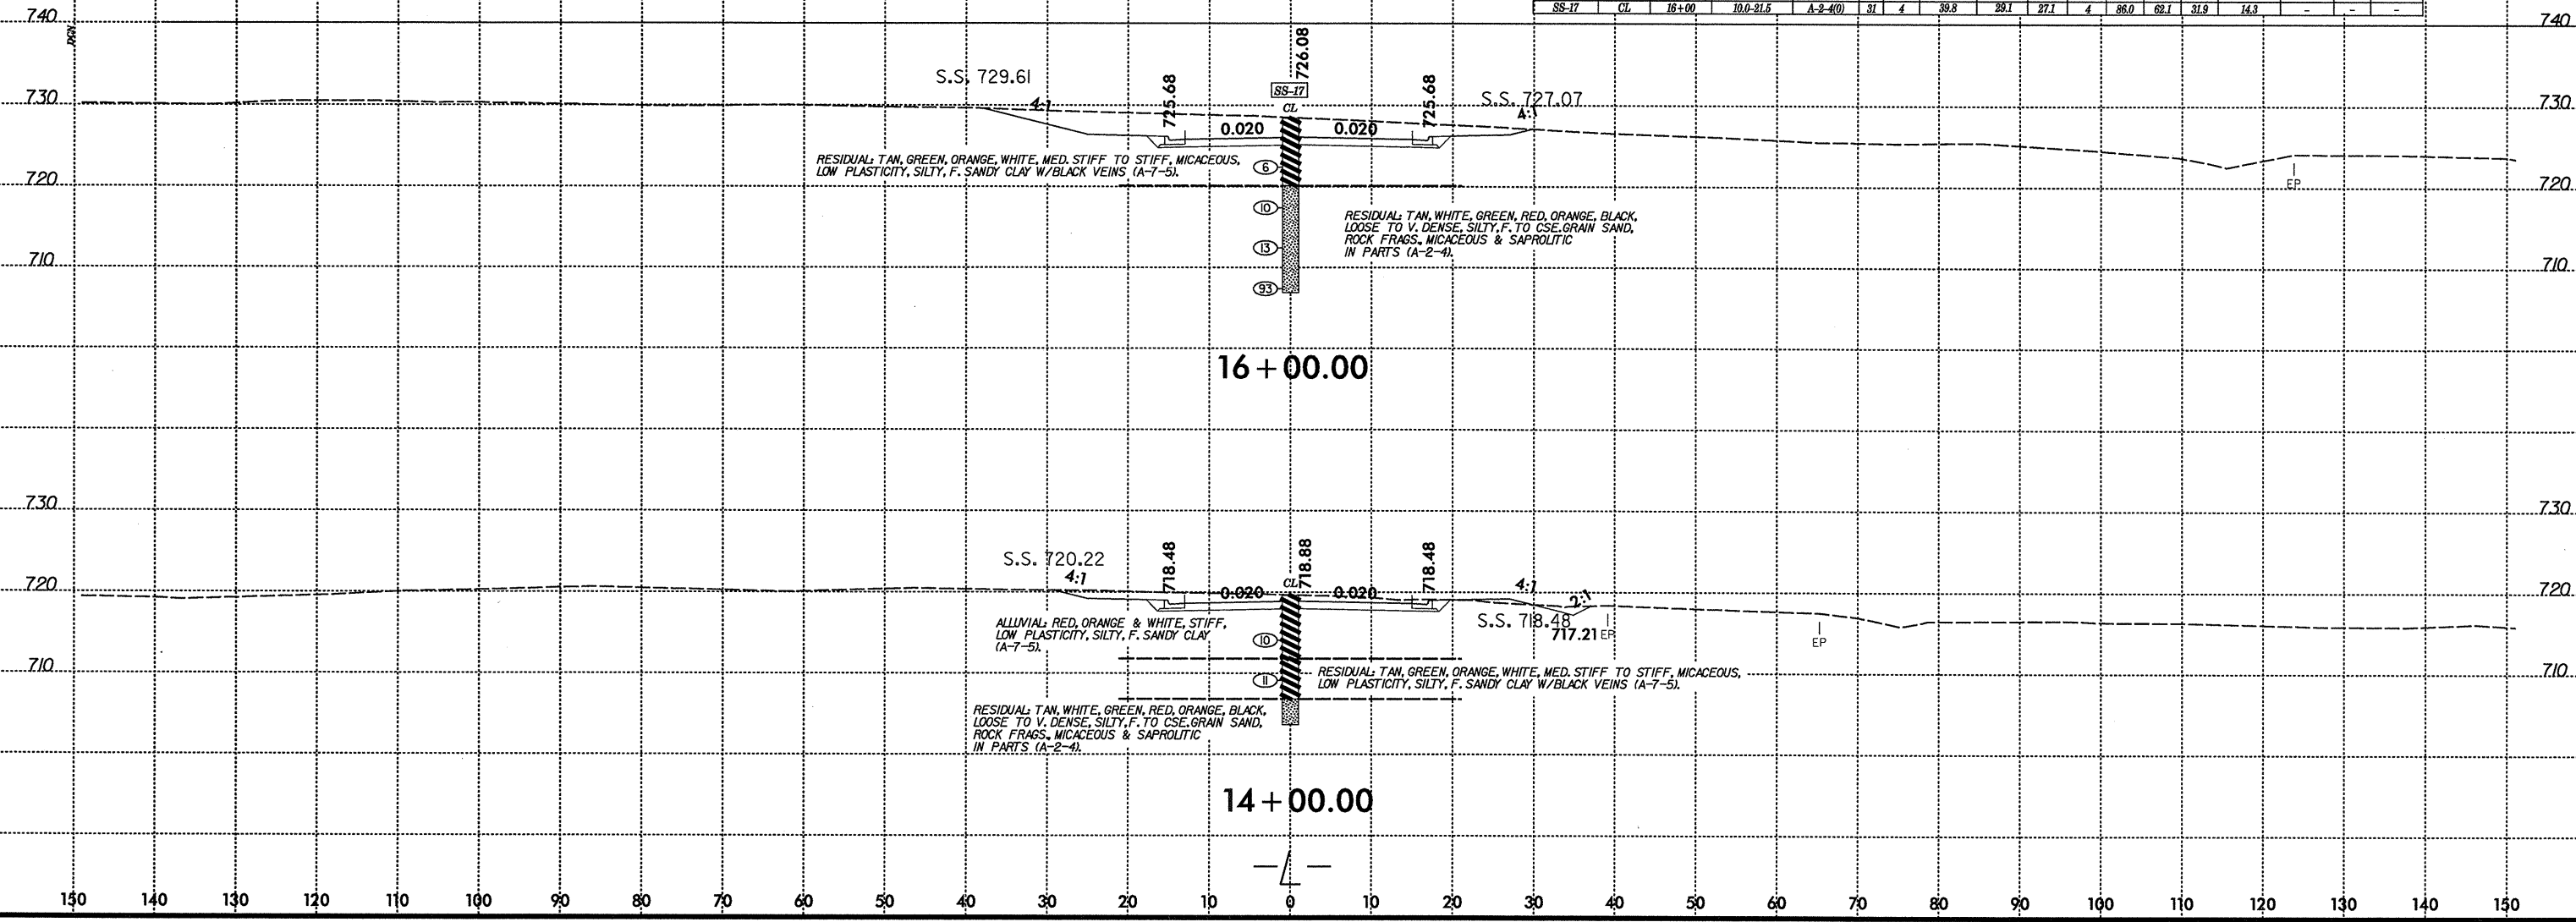 740
SS-17 CL 16+00 10.0-21.5 A-2-4(0) 31 4 39.8 29.1 27.1 4 86.0 62.1 31.9 14.3 - - -
740
DGN
726.08
S.S. 729.61
725.68
SS-17
CL
725.68
S.S. 727.07
730
4:1
4:1
730
0.020
0.020
RESIDUAL: TAN, GREEN, ORANGE, WHITE, MED. STIFF TO STIFF, MICACEOUS,
LOW PLASTICITY, SILTY, F. SANDY CLAY W/BLACK VEINS (A-7-5).
6
720
EP
720
10
RESIDUAL: TAN, WHITE, GREEN, RED, ORANGE, BLACK,
LOOSE TO V. DENSE, SILTY,F. TO CSE.GRAIN SAND,
ROCK FRAGS., MICACEOUS & SAPROLITIC
IN PARTS (A-2-4).
13
710
710
93
16+00.00
730
730
S.S. 720.22
718.48
718.88
718.48
4:1
CL
4:1
720
0.020
0.020
2:1
720
S.S. 718.48
717.21 EP
EP
ALLUVIAL: RED, ORANGE & WHITE, STIFF,
LOW PLASTICITY, SILTY, F. SANDY CLAY
(A-7-5).
10
710
RESIDUAL: TAN, GREEN, ORANGE, WHITE, MED. STIFF TO STIFF, MICACEOUS,
LOW PLASTICITY, SILTY, F. SANDY CLAY W/BLACK VEINS (A-7-5).
710
11
RESIDUAL: TAN, WHITE, GREEN, RED, ORANGE, BLACK,
LOOSE TO V. DENSE, SILTY,F. TO CSE.GRAIN SAND,
ROCK FRAGS., MICACEOUS & SAPROLITIC
IN PARTS (A-2-4).
14+00.00
L
150 140 130 120 110 100 90 80 70 60 50 40 30 20 10 0 10 20 30 40 50 60 70 80 90 100 110 120 130 140 150